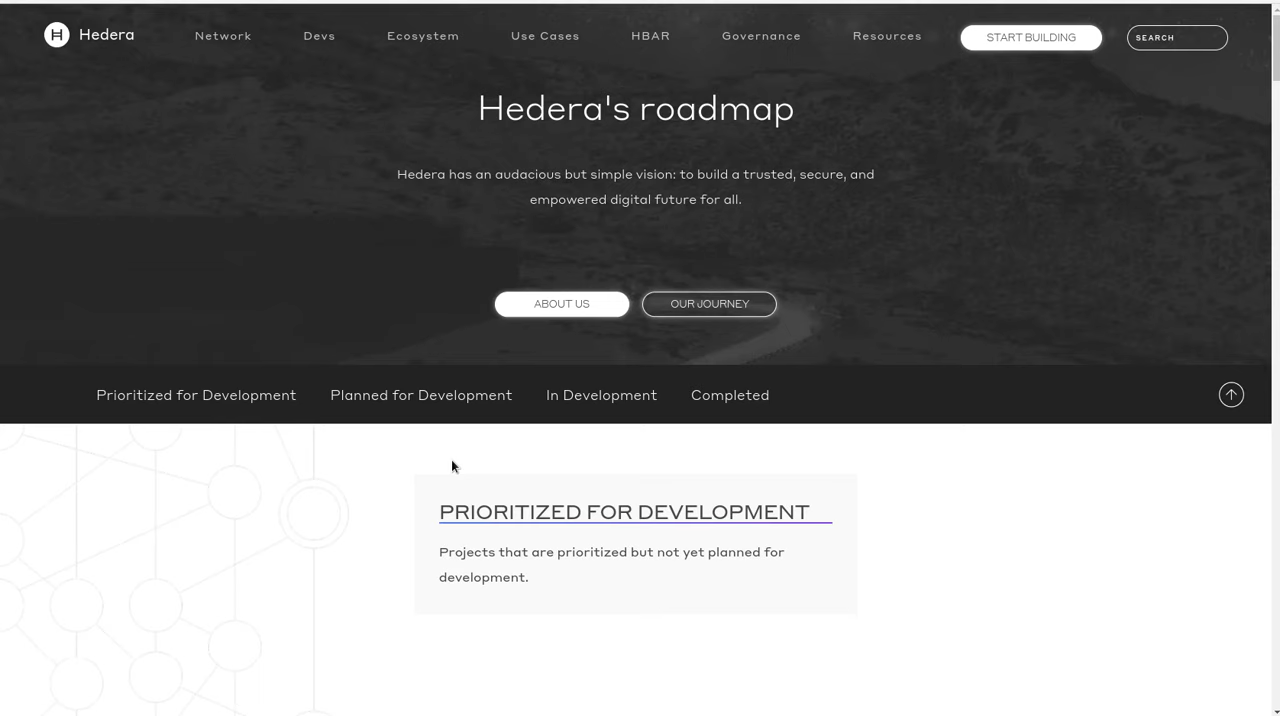 Hedera
Network
Devs
Ecosystem
Use Cases
HBAR
Governance
Resources
START BUILDING
SEARCH
Hedera's roadmap
Hedera has an audacious but simple vision: to build a trusted, secure, and
empowered digital future for all.
ABOUT US
OUR JOURNEY
Prioritized for Development
Planned for Development
In Development
Completed
PRIORITIZED FOR DEVELOPMENT
Projects that are prioritized but not yet planned for
development.